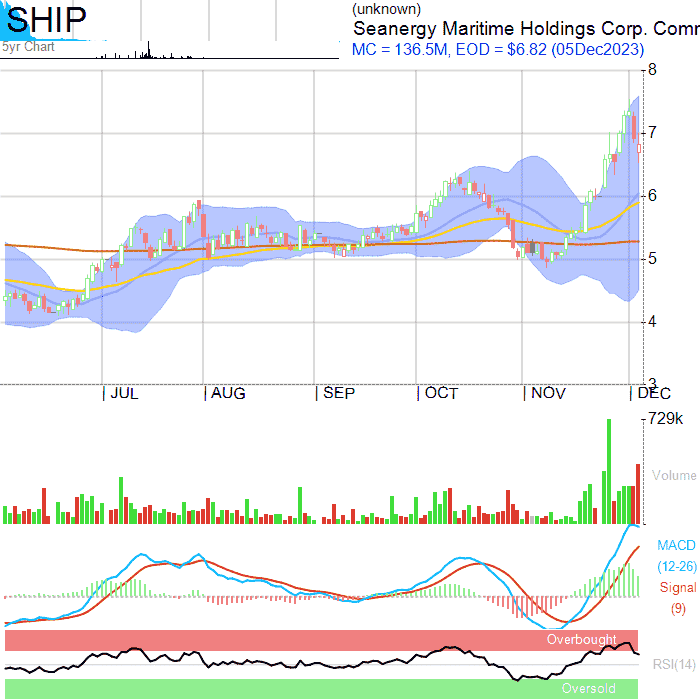 SHIP
(unknown)
Seanergy Maritime Holdings Corp. Comm
5yr Chart
MC = 136.5M, EOD = $6.82 (05Dec2023)
8
7
6
5
4
3
JUL AUG SEP OCT NOV DEC
729k
Volume
MACD
(12-26)
Signal
(9)
Overbought
RSI(14)
Oversold